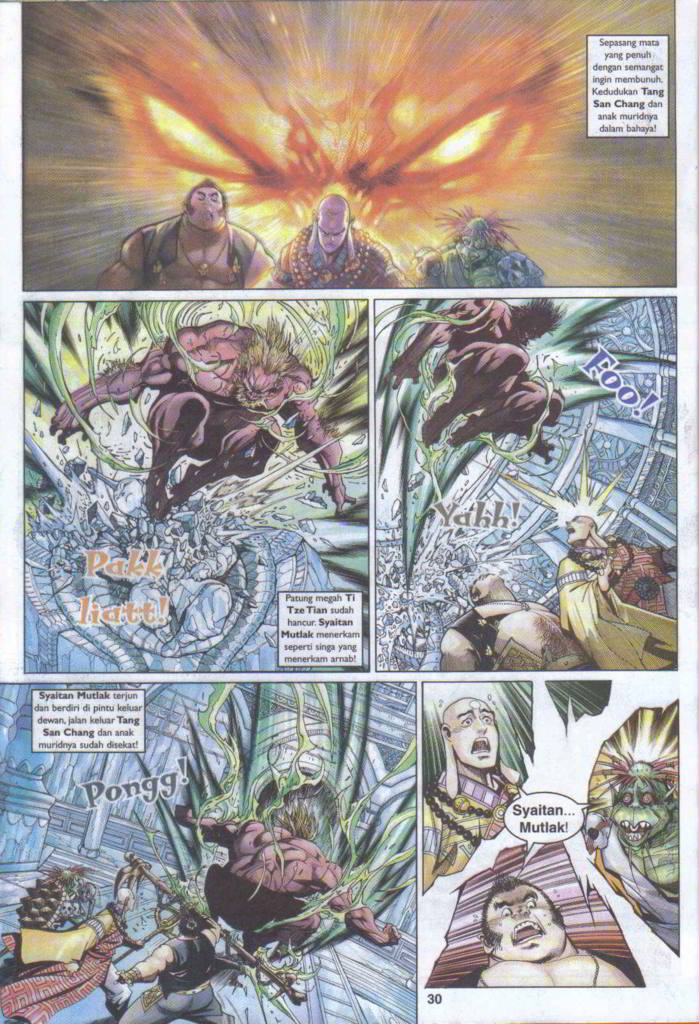 Sepasang mata
yang penuh
dengan semangat
ingin membunuh.
Kedudukan Tang
San Chang dan
anak muridnya
dalam bahaya!
Pakk
liatt!
Patung megah Ti
Tze Tian sudah
hancur. Syaitan
Mutlak menerkam
seperti singa yang
menerkam arnab!
Foo!
Yahh!
Syaitan Mutlak terjun
dan berdiri di pintu keluar
dewan, jalan keluar Tang
San Chang dan anak
muridnya sudah disekat!
Pongg!
Syaitan...
Mutlak!
30